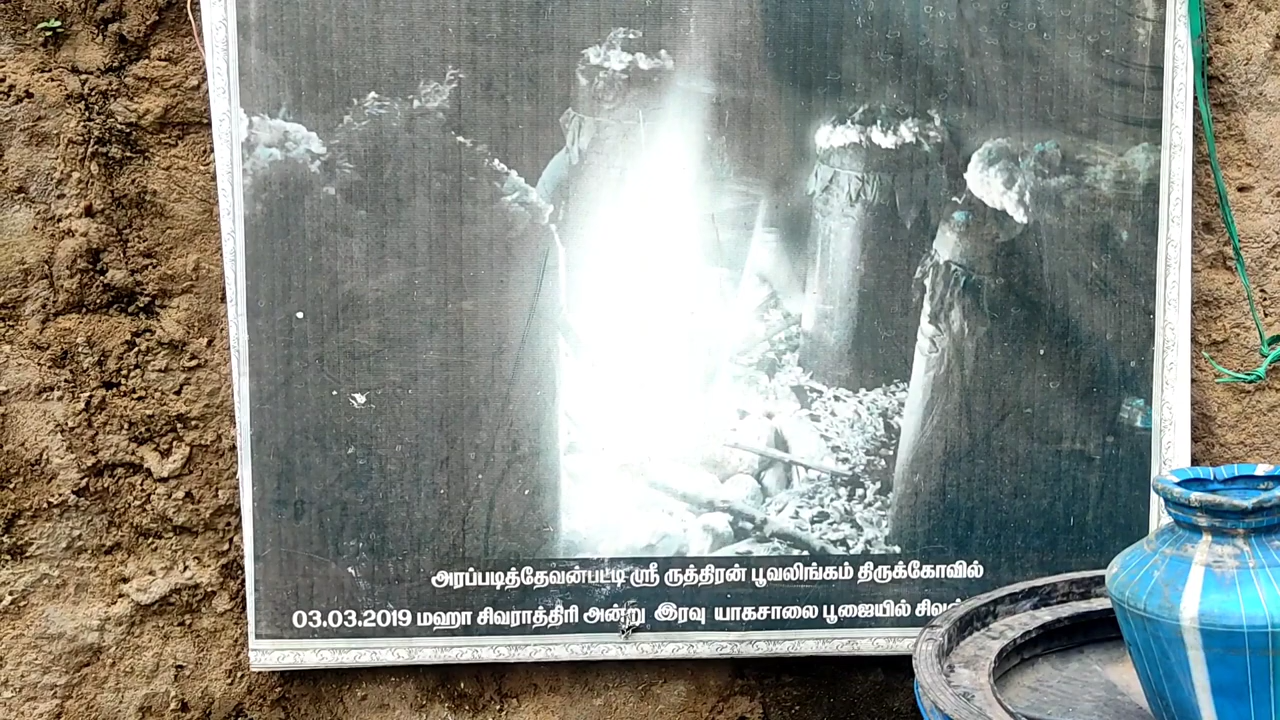 அரப்படித்தேவன்பட்டி ஸ்ரீ ருத்திரன் பூவலிங்கம் திருக்கோவில்
03.03.2019 மஹா சிவராத்திரி அன்று இரவு யாகசாலை பூஜையில்